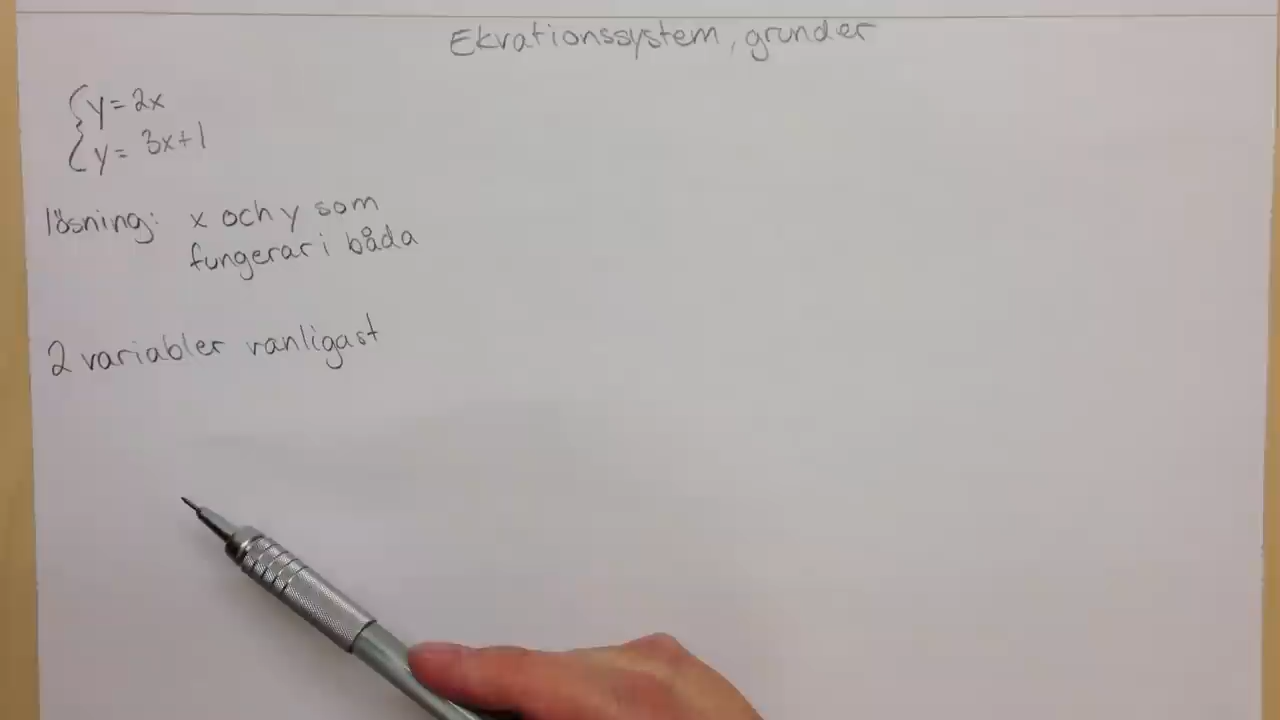 Ekvationssystem, grunder
y = 2x
y = 3x+1
lösning: x och y som
fungerar i båda
2 variabler vanligast